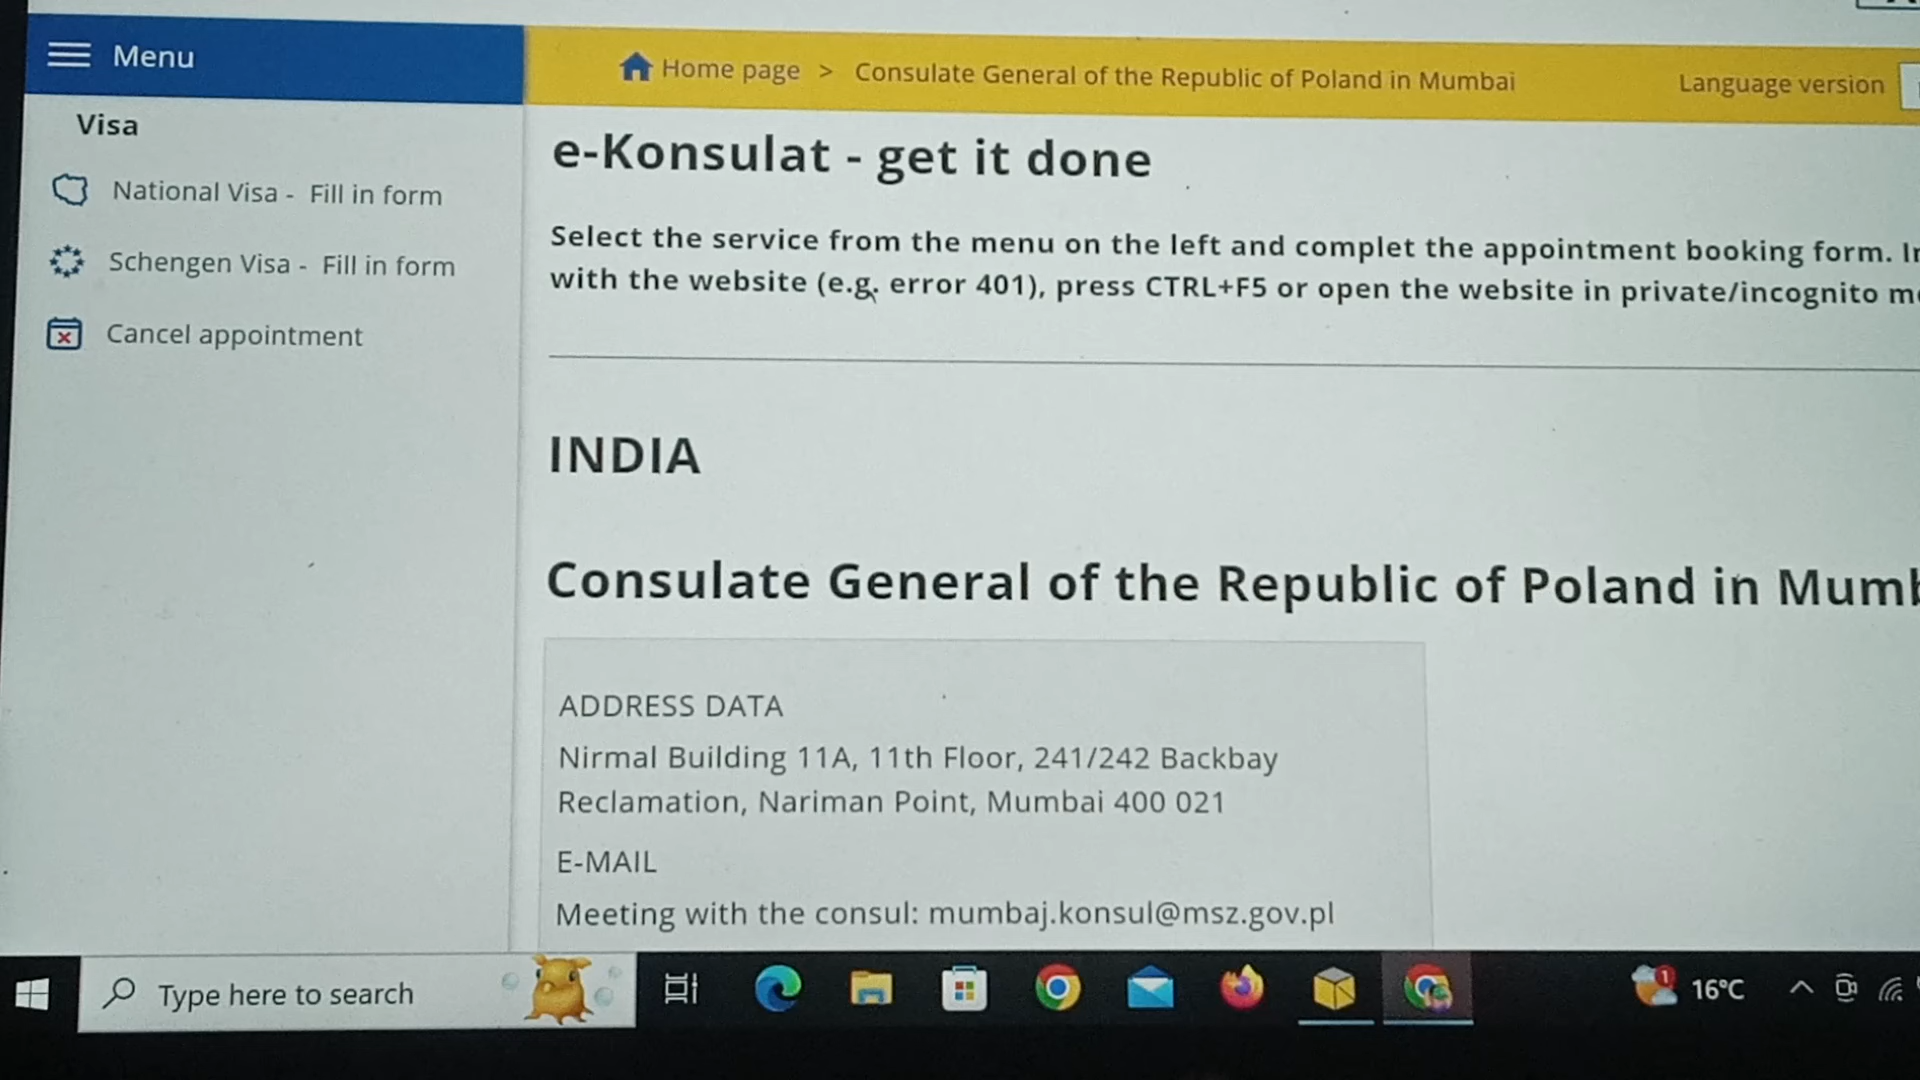 Menu
Home page > Consulate General of the Republic of Poland in Mumbai
Language version
Visa
National Visa - Fill in form
Schengen Visa - Fill in form
Cancel appointment
e-Konsulat - get it done
Select the service from the menu on the left and complet the appointment booking form.
with the website (e.g. error 401), press CTRL+F5 or open the website in private/incognito
INDIA
Consulate General of the Republic of Poland in
ADDRESS DATA
Nirmal Building 11A, 11th Floor, 241/242 Backbay
Reclamation, Nariman Point, Mumbai 400 021
E-MAIL
Meeting with the consul: mumbaj.konsul@msz.gov.pl
Type here to search
1
16°C